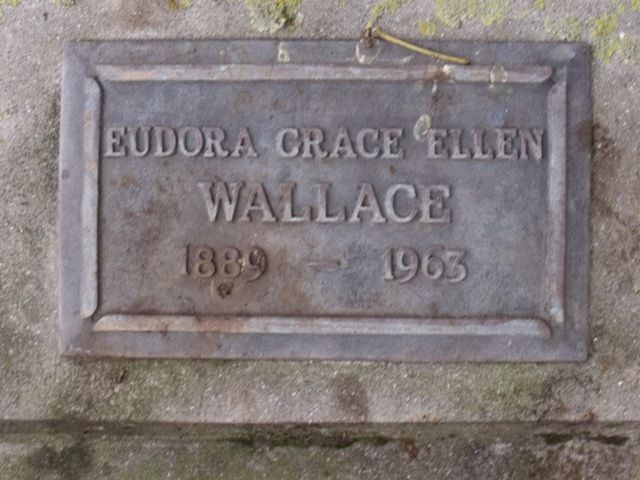 EUDORA GRACE ELLEN
WALLACE
1889 — 1963